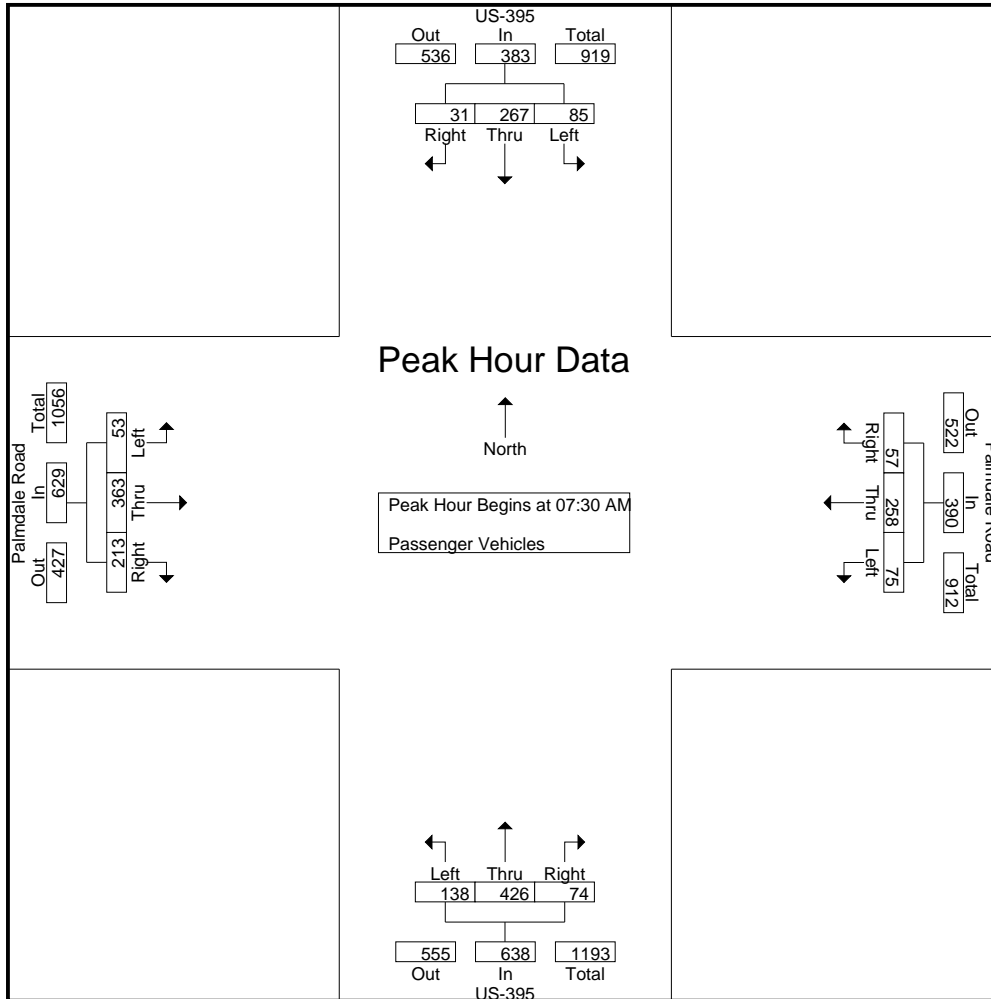 US-395
Out In Total
536 383 919
31 267 85
Right Thru Left
Peak Hour Data
North
Peak Hour Begins at 07:30 AM
Passenger Vehicles
Palmdale Road
Out In Total
427 629 1056
53 363 213
Left Thru Right
Palmdale Road
Out In Total
522 390 912
57 258 75
Right Thru Left
Left Thru Right
138 426 74
555 638 1193
Out In Total
US-395